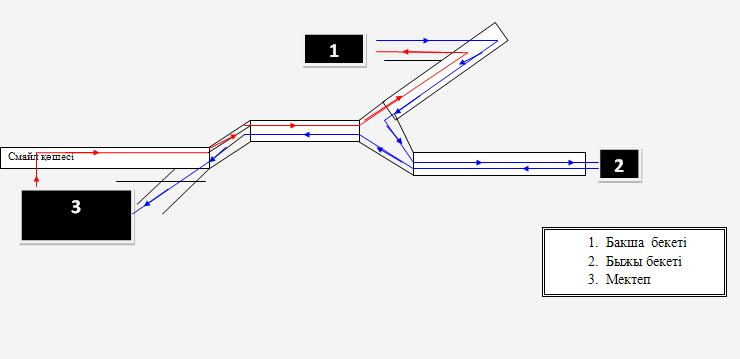 1
Смайл көшесі
2
3
1. Бакша бекеті
2. Быжы бекеті
3. Мектеп